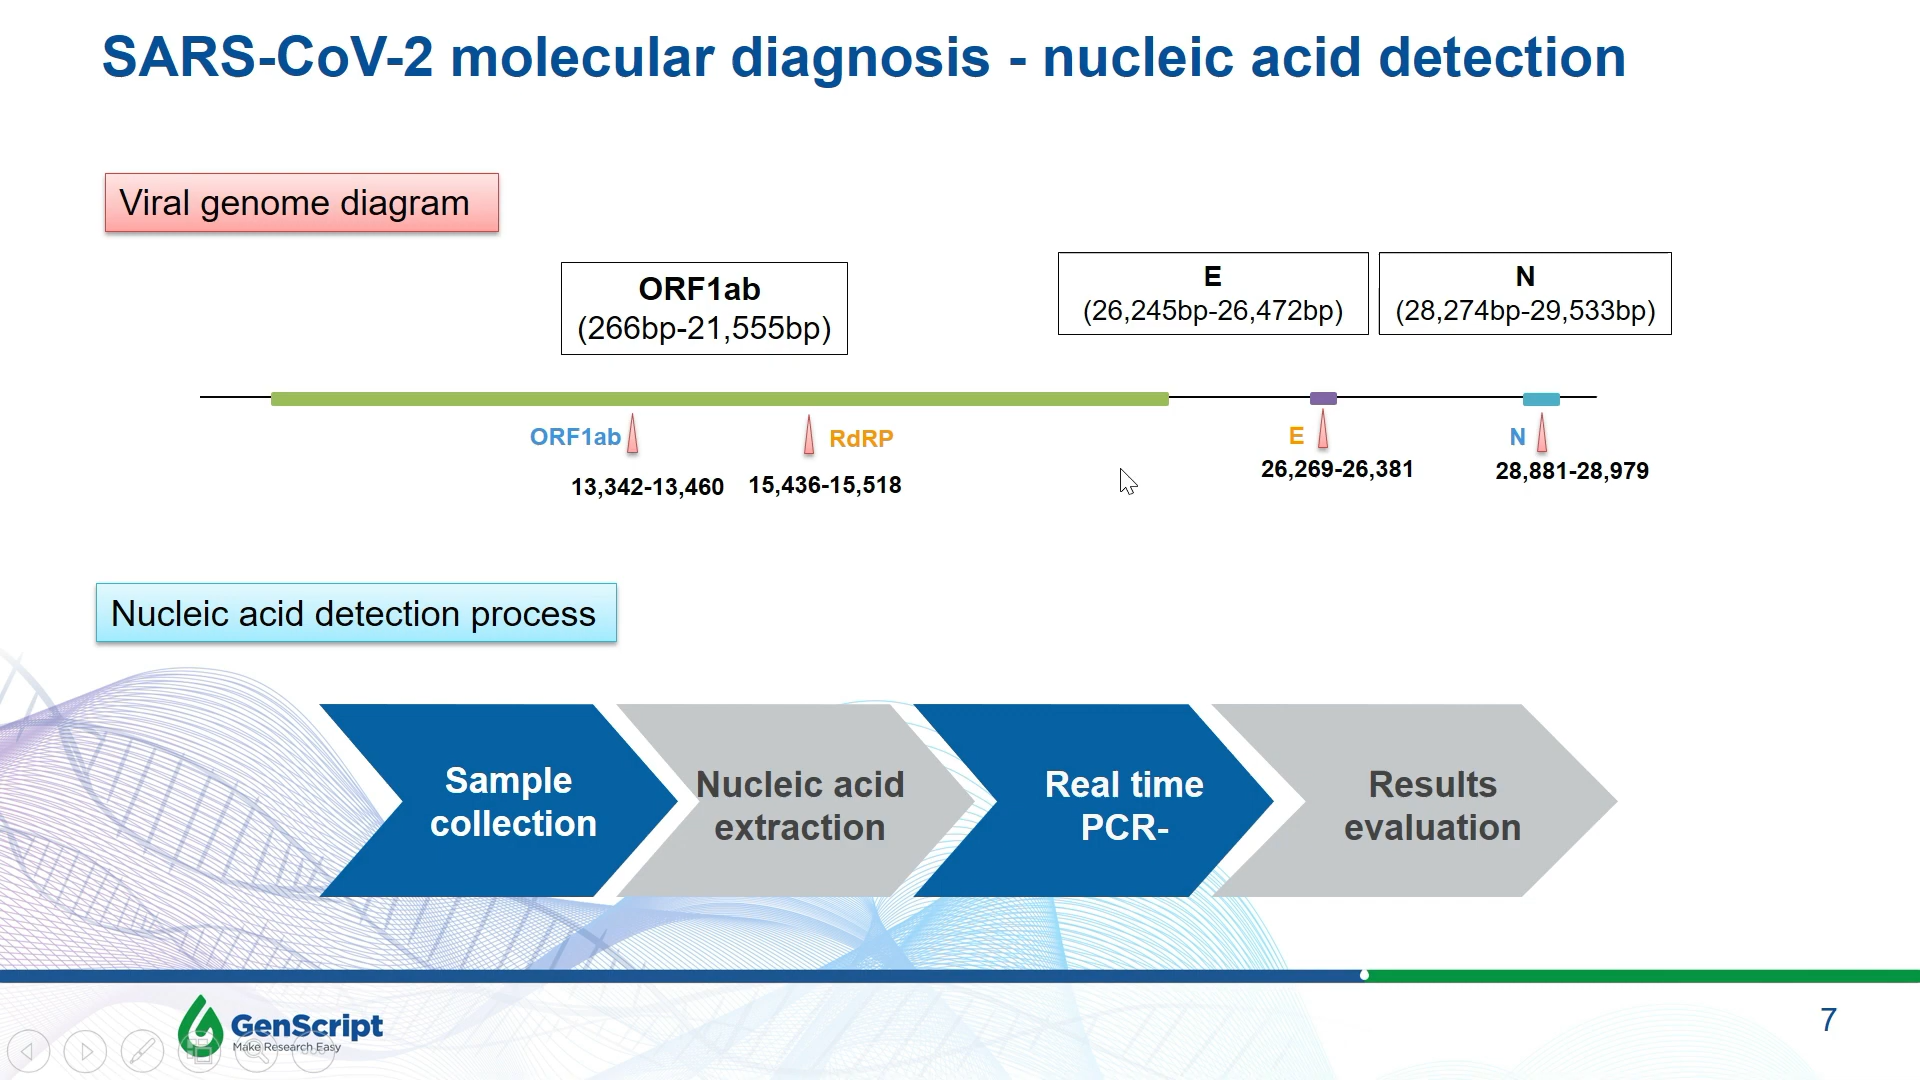 SARS-CoV-2 molecular diagnosis - nucleic acid detection
Viral genome diagram
ORF1ab
(266bp-21,555bp)
E
(26,245bp-26,472bp)
N
(28,274bp-29,533bp)
ORF1ab
13,342-13,460
RdRP
15,436-15,518
E
26,269-26,381
N
28,881-28,979
Nucleic acid detection process
Sample
collection
Nucleic acid
extraction
Real time
PCR-
Results
evaluation
GenScript
Make Research Easy
7